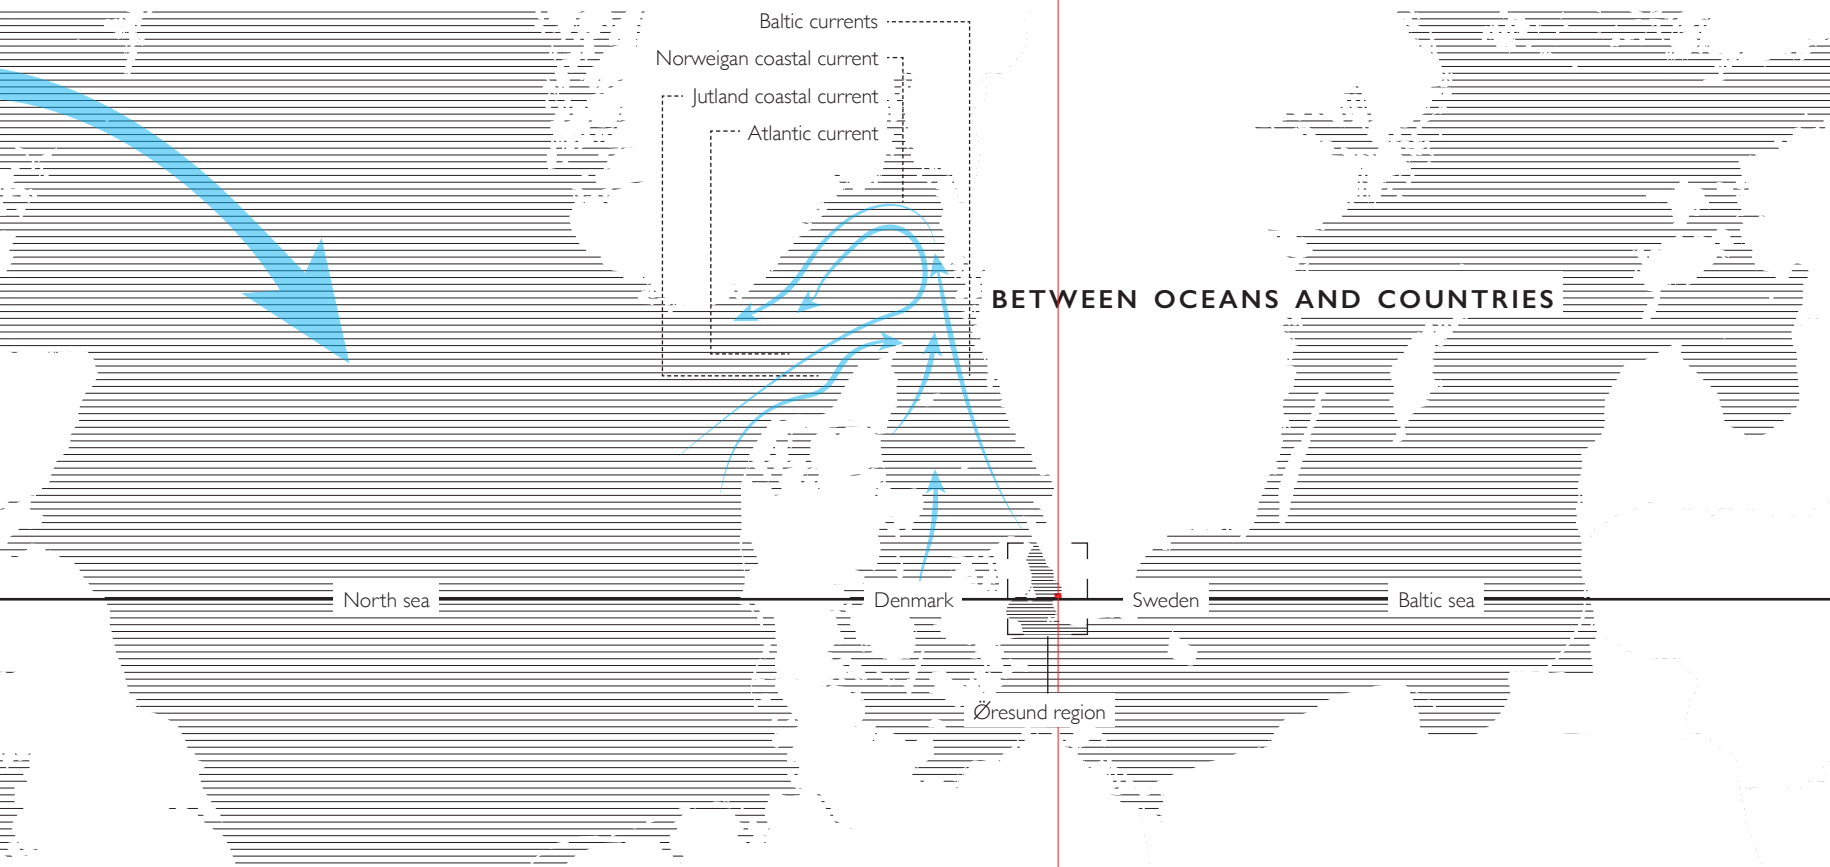 Baltic currents
Norweigan coastal current
Jutland coastal current
Atlantic current
BETWEEN OCEANS AND COUNTRIES
North sea
Denmark
Sweden
Baltic sea
Øresund region